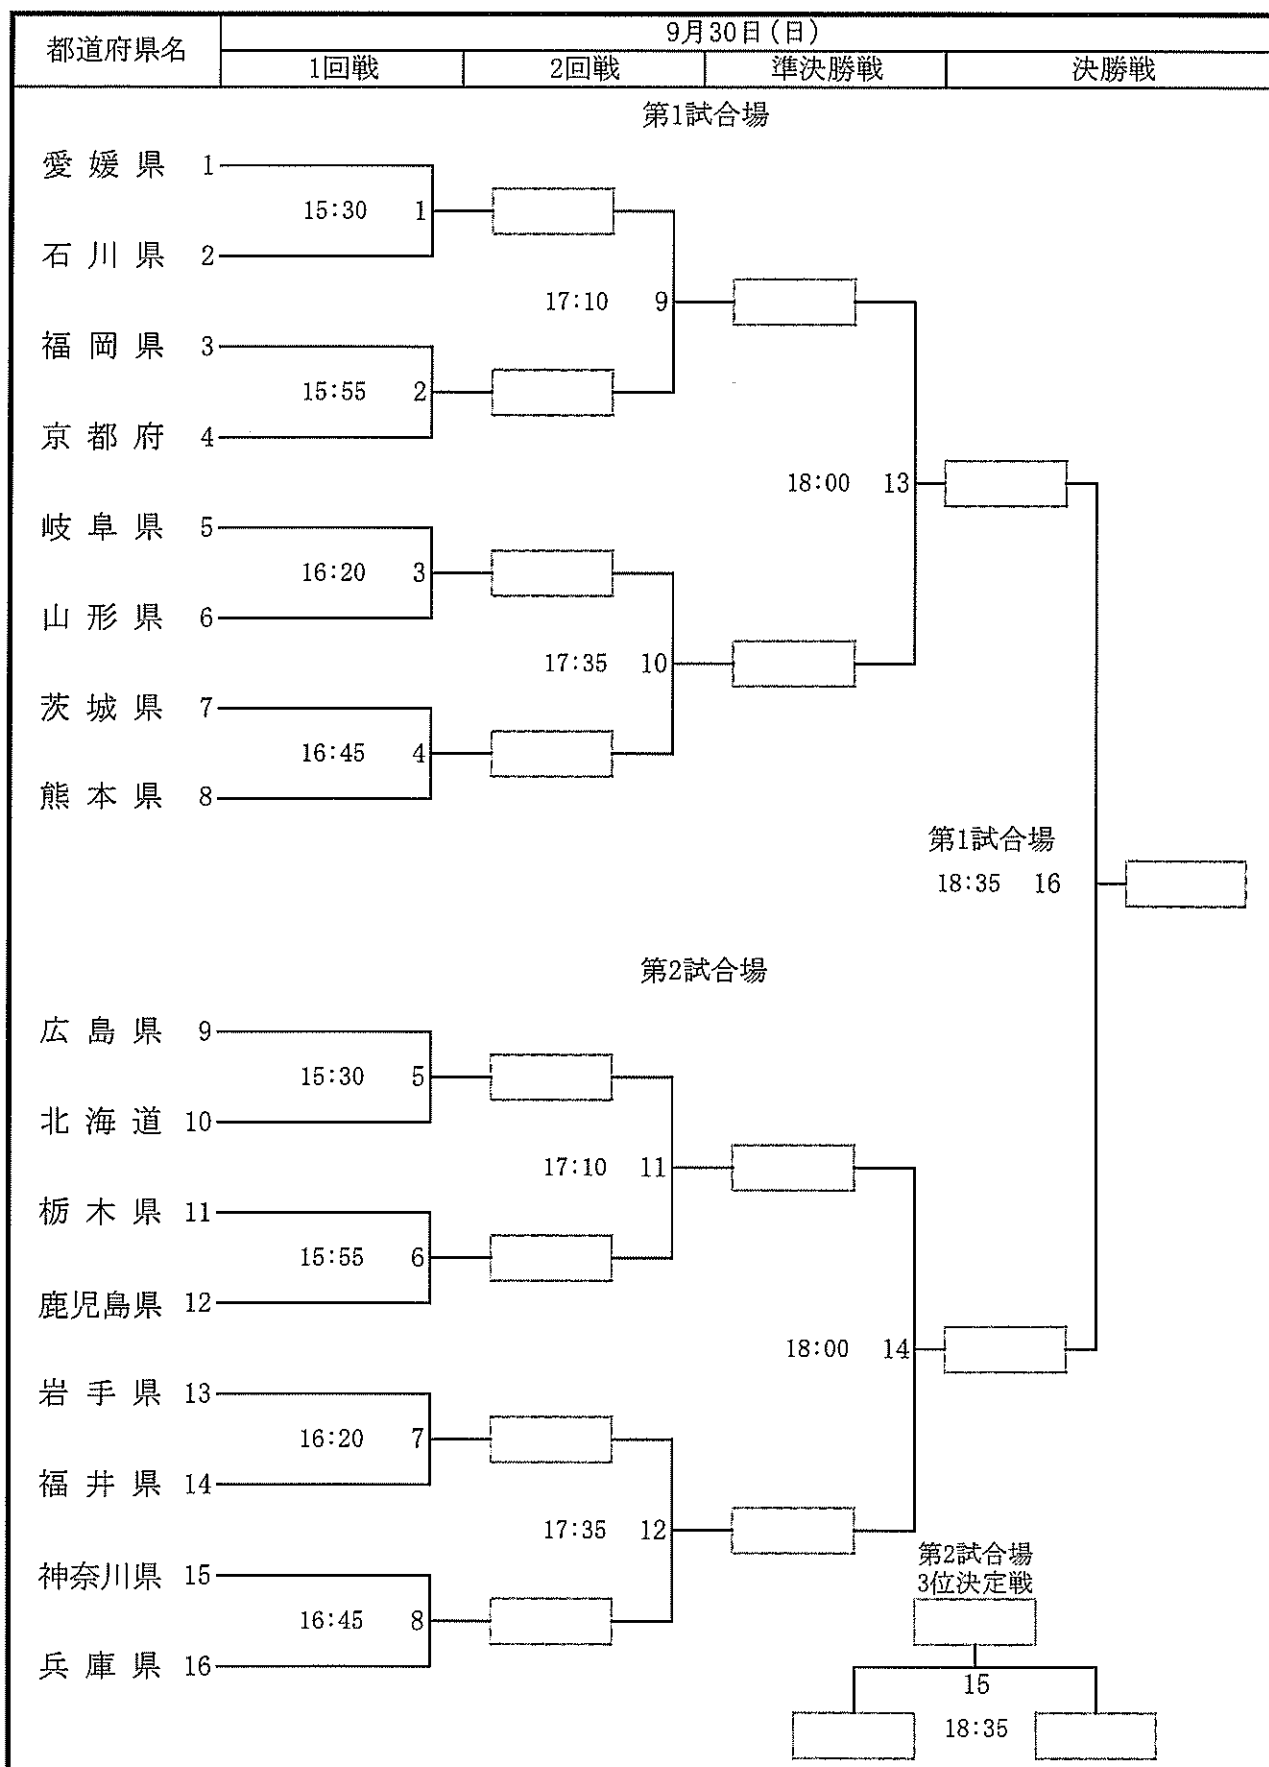 都道府県名
9月30日(日)
1回戦 2回戦 準決勝戦 決勝戦
第1試合場
愛媛県 1
15:30 1
石川県 2
17:10 9
福岡県 3
15:55 2
京都府 4
18:00 13
岐阜県 5
16:20 3
山形県 6
17:35 10
茨城県 7
16:45 4
熊本県 8
第1試合場
18:35 16
第2試合場
広島県 9
15:30 5
北海道 10
17:10 11
栃木県 11
15:55 6
鹿児島県 12
18:00 14
岩手県 13
16:20 7
福井県 14
17:35 12
第2試合場
3位決定戦
神奈川県 15
16:45 8
兵庫県 16
15
18:35